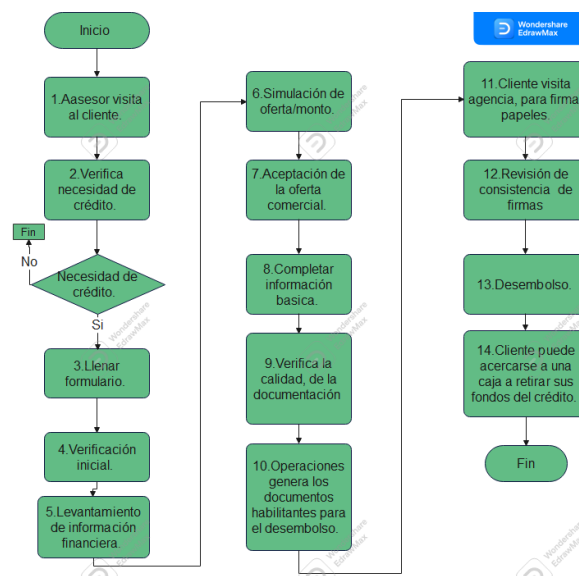 Inicio
1.Aasesor visita
al cliente.
2.Verifica
necesidad de
crédito.
Fin
No
Necesidad de
crédito.
Si
3.Llenar
formulario.
4.Verificación
inicial.
5.Levantamiento
de información
financiera.
6.Simulación de
oferta/monto.
7.Aceptación de
la oferta
comercial.
8.Completar
información
basica.
9.Verifica la
calidad, de la
documentación
10.Operaciones
genera los
documentos
habilitantes para
el desembolso.
Wondershare
EdrawMax
11.Cliente visita
agencia, para firma
papeles.
12.Revisión de
consistencia de
firmas
13.Desembolso.
14.Cliente puede
acercarse a una
caja a retirar sus
fondos del crédito.
Fin
Wondershare
EdrawMax